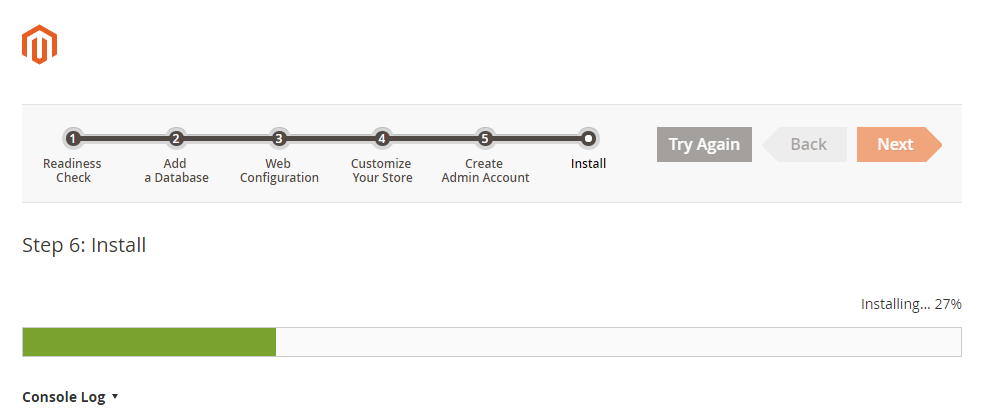 1 2 3 4 5
Readiness Check
Add a Database
Web Configuration
Customize Your Store
Create Admin Account
Install
Try Again
Back
Next
Step 6: Install
Installing... 27%
Console Log